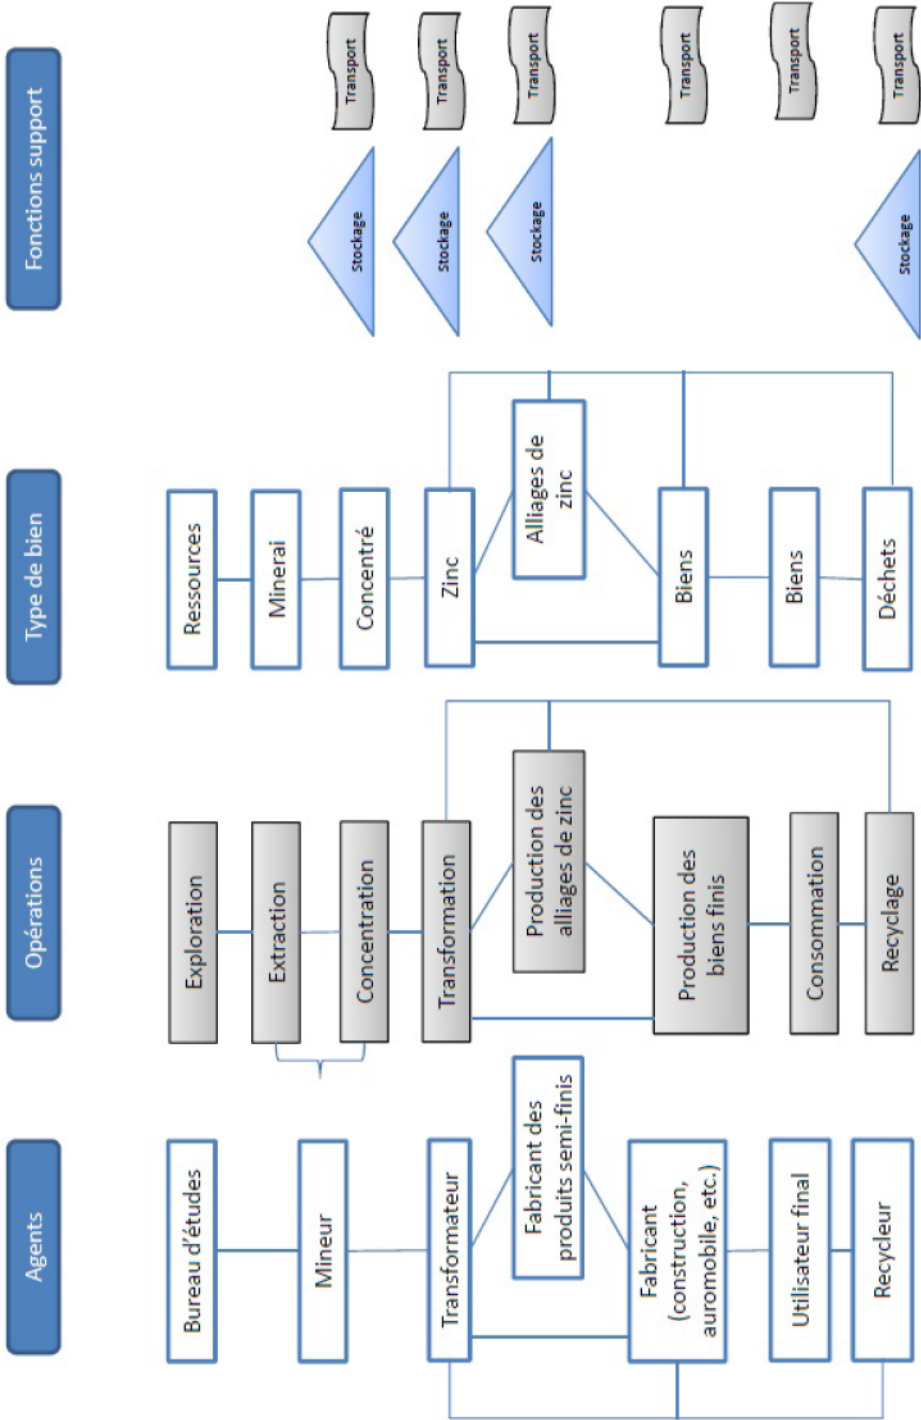 Agents
Bureau d'études
Mineur
Transformateur
Fabricant des
produits semi-finis
Fabricant
(construction,
auromobile, etc.)
Utilisateur final
Recycleur
Opérations
Exploration
Extraction
Concentration
Transformation
Production des
alliages de zinc
Production des
biens finis
Consommation
Recyclage
Type de bien
Ressources
Minerai
Concentré
Zinc
Alliages de
zinc
Biens
Biens
Déchets
Fonctions support
Stockage
Transport
Stockage
Transport
Stockage
Transport
Transport
Transport
Stockage
Transport